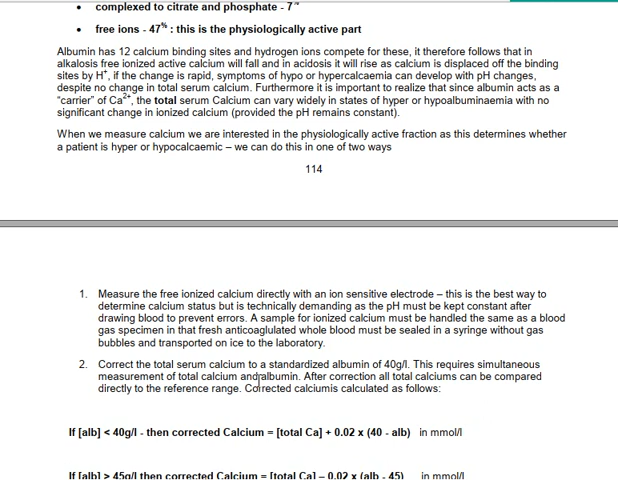 • complexed to citrate and phosphate - 7%
• free ions - 47% : this is the physiologically active part
Albumin has 12 calcium binding sites and hydrogen ions compete for these, it therefore follows that in
alkalosis free ionized active calcium will fall and in acidosis it will rise as calcium is displaced off the binding
sites by H⁺, if the change is rapid, symptoms of hypo or hypercalcaemia can develop with pH changes,
despite no change in total serum calcium. Furthermore it is important to realize that since albumin acts as a
"carrier" of Ca²⁺, the total serum Calcium can vary widely in states of hyper or hypoalbuminaemia with no
significant change in ionized calcium (provided the pH remains constant).
When we measure calcium we are interested in the physiologically active fraction as this determines whether
a patient is hyper or hypocalcaemic – we can do this in one of two ways
114
1. Measure the free ionized calcium directly with an ion sensitive electrode – this is the best way to
determine calcium status but is technically demanding as the pH must be kept constant after
drawing blood to prevent errors. A sample for ionized calcium must be handled the same as a blood
gas specimen in that fresh anticoaglulated whole blood must be sealed in a syringe without gas
bubbles and transported on ice to the laboratory.
2. Correct the total serum calcium to a standardized albumin of 40g/l. This requires simultaneous
measurement of total calcium and albumin. After correction all total calciums can be compared
directly to the reference range. Corrected calciumis calculated as follows:
If [alb] < 40g/l - then corrected Calcium = [total Ca] + 0.02 x (40 - alb) in mmol/l
If [alb] > 45g/l then corrected Calcium = [total Ca] – 0.02 x (alb - 45) in mmol/l